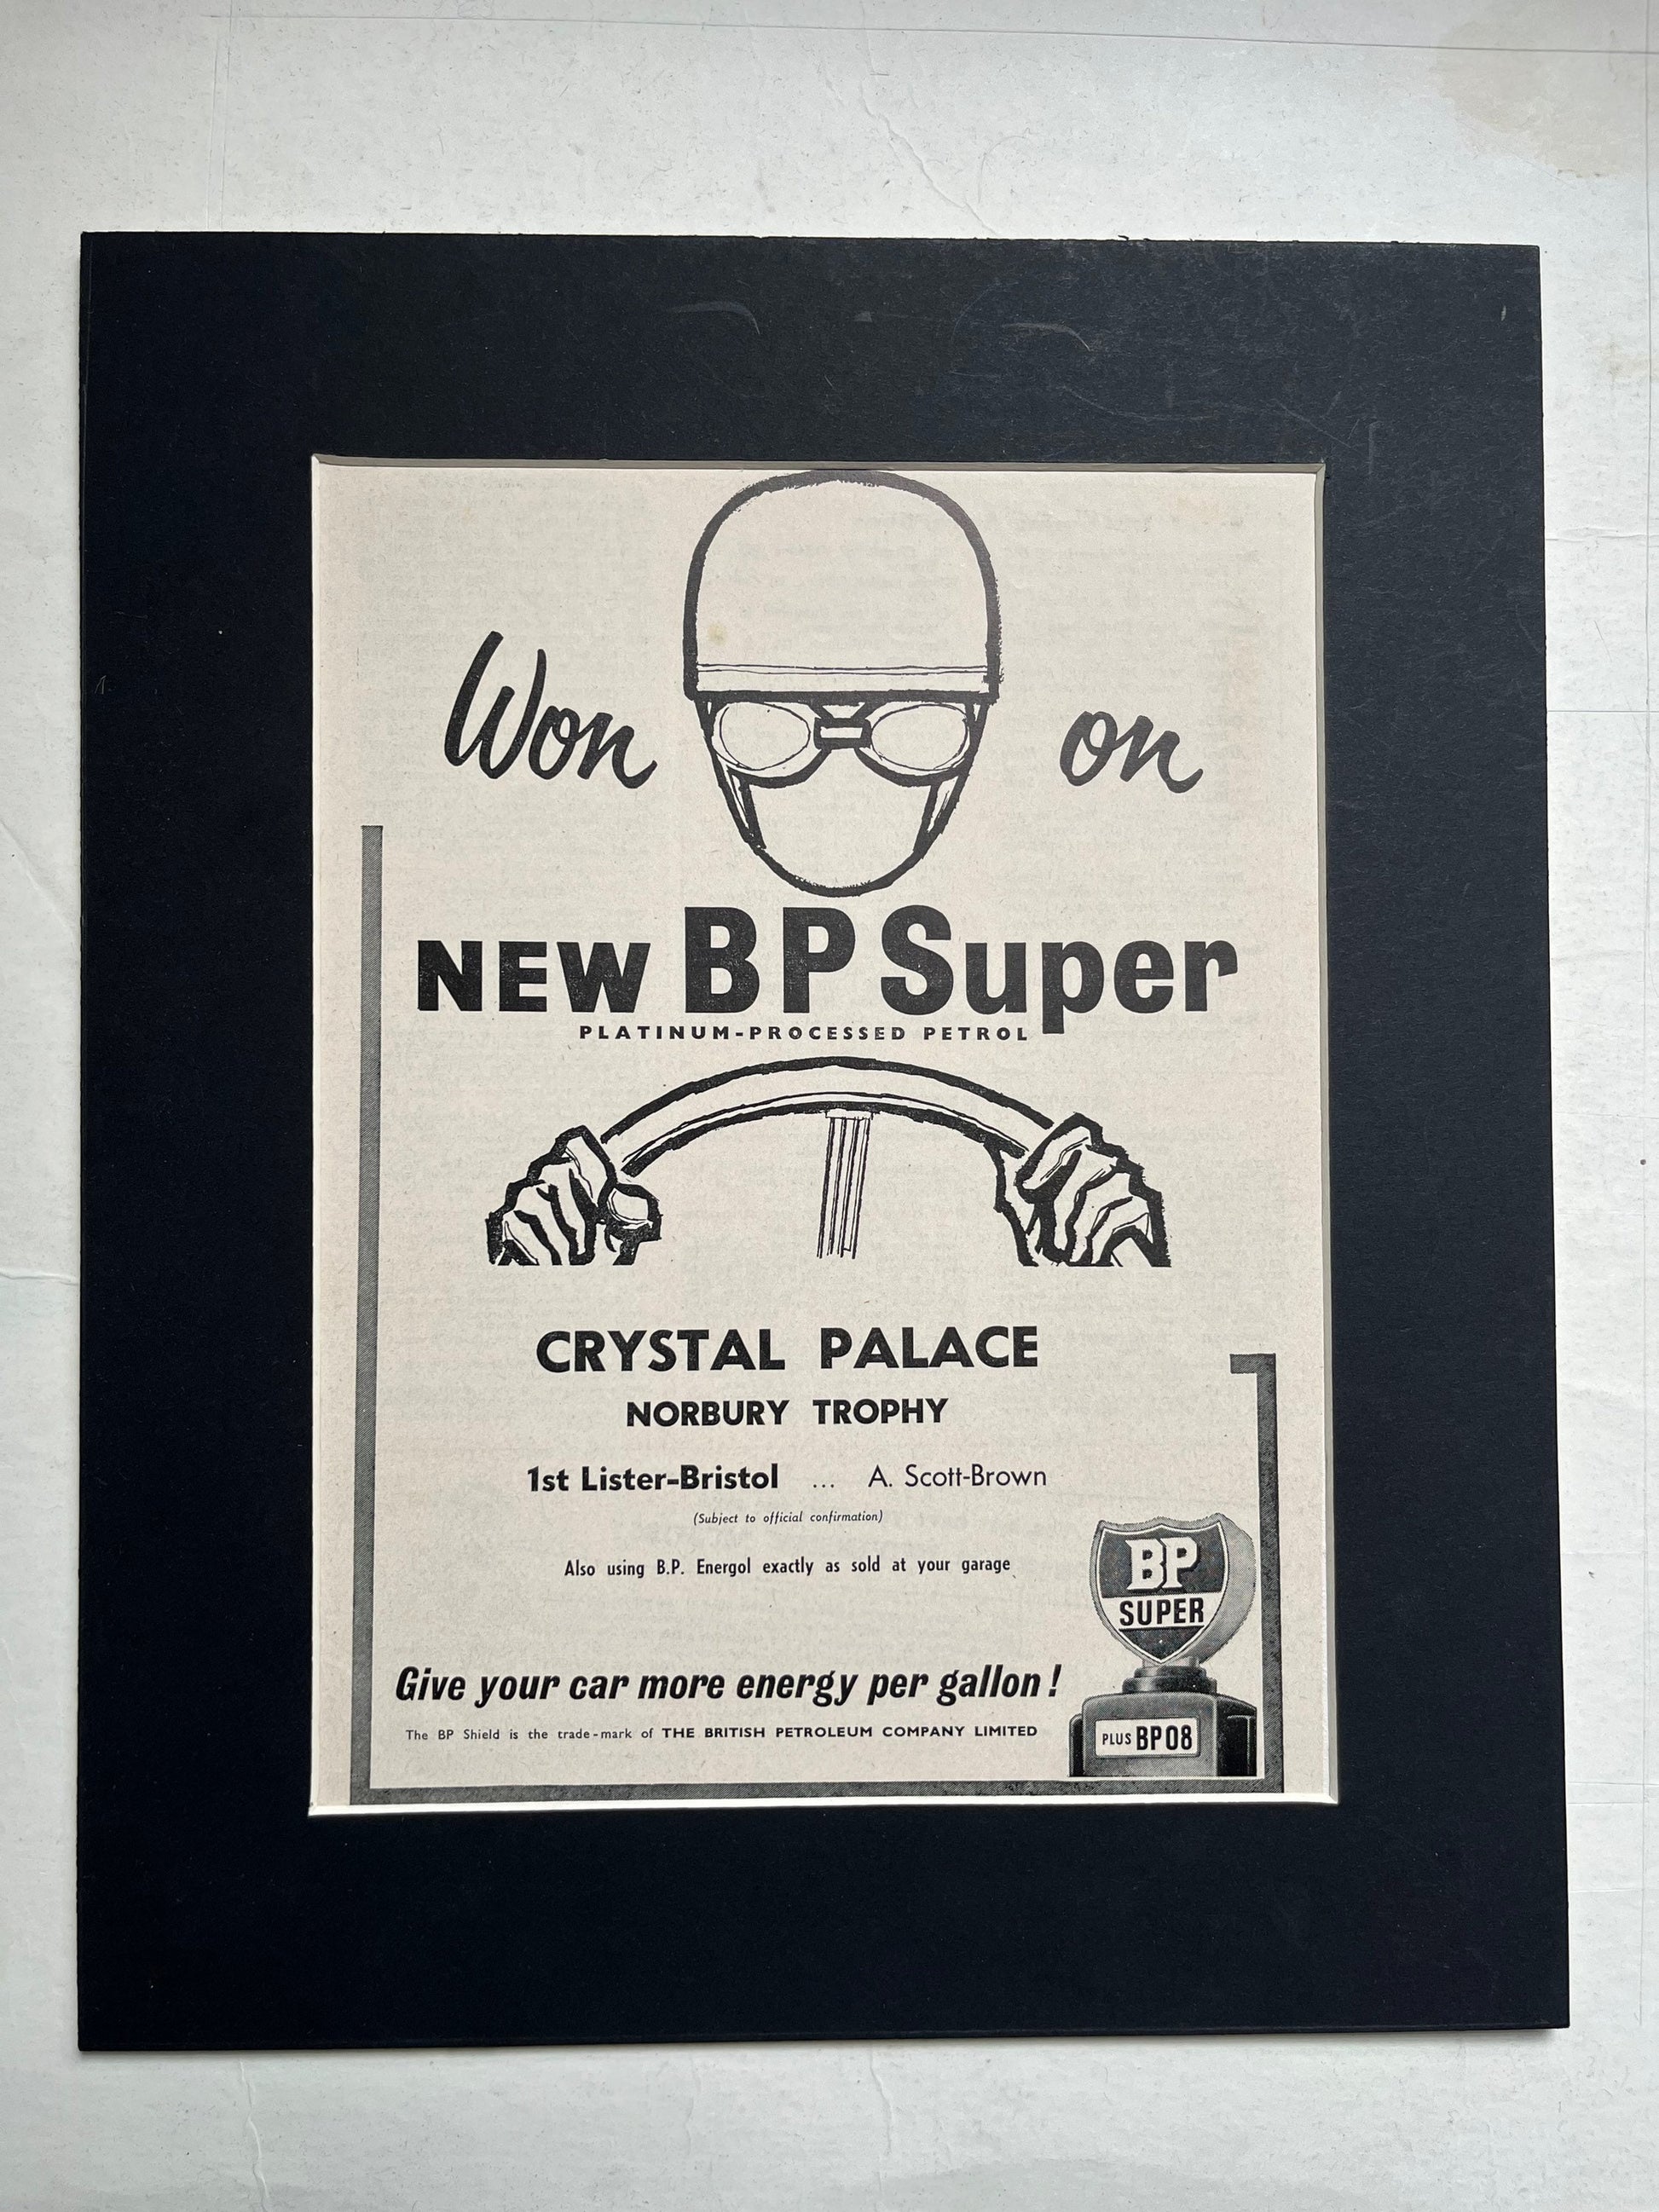 Won on
NEW BP Super
PLATINUM-PROCESSED PETROL
CRYSTAL PALACE
NORBURY TROPHY
1st Lister-Bristol ... A. Scott-Brown
(Subject to official confirmation)
Also using B.P. Energol exactly as sold at your garage
BP
SUPER
Give your car more energy per gallon!
The BP Shield is the trade-mark of THE BRITISH PETROLEUM COMPANY LIMITED
PLUS BP08